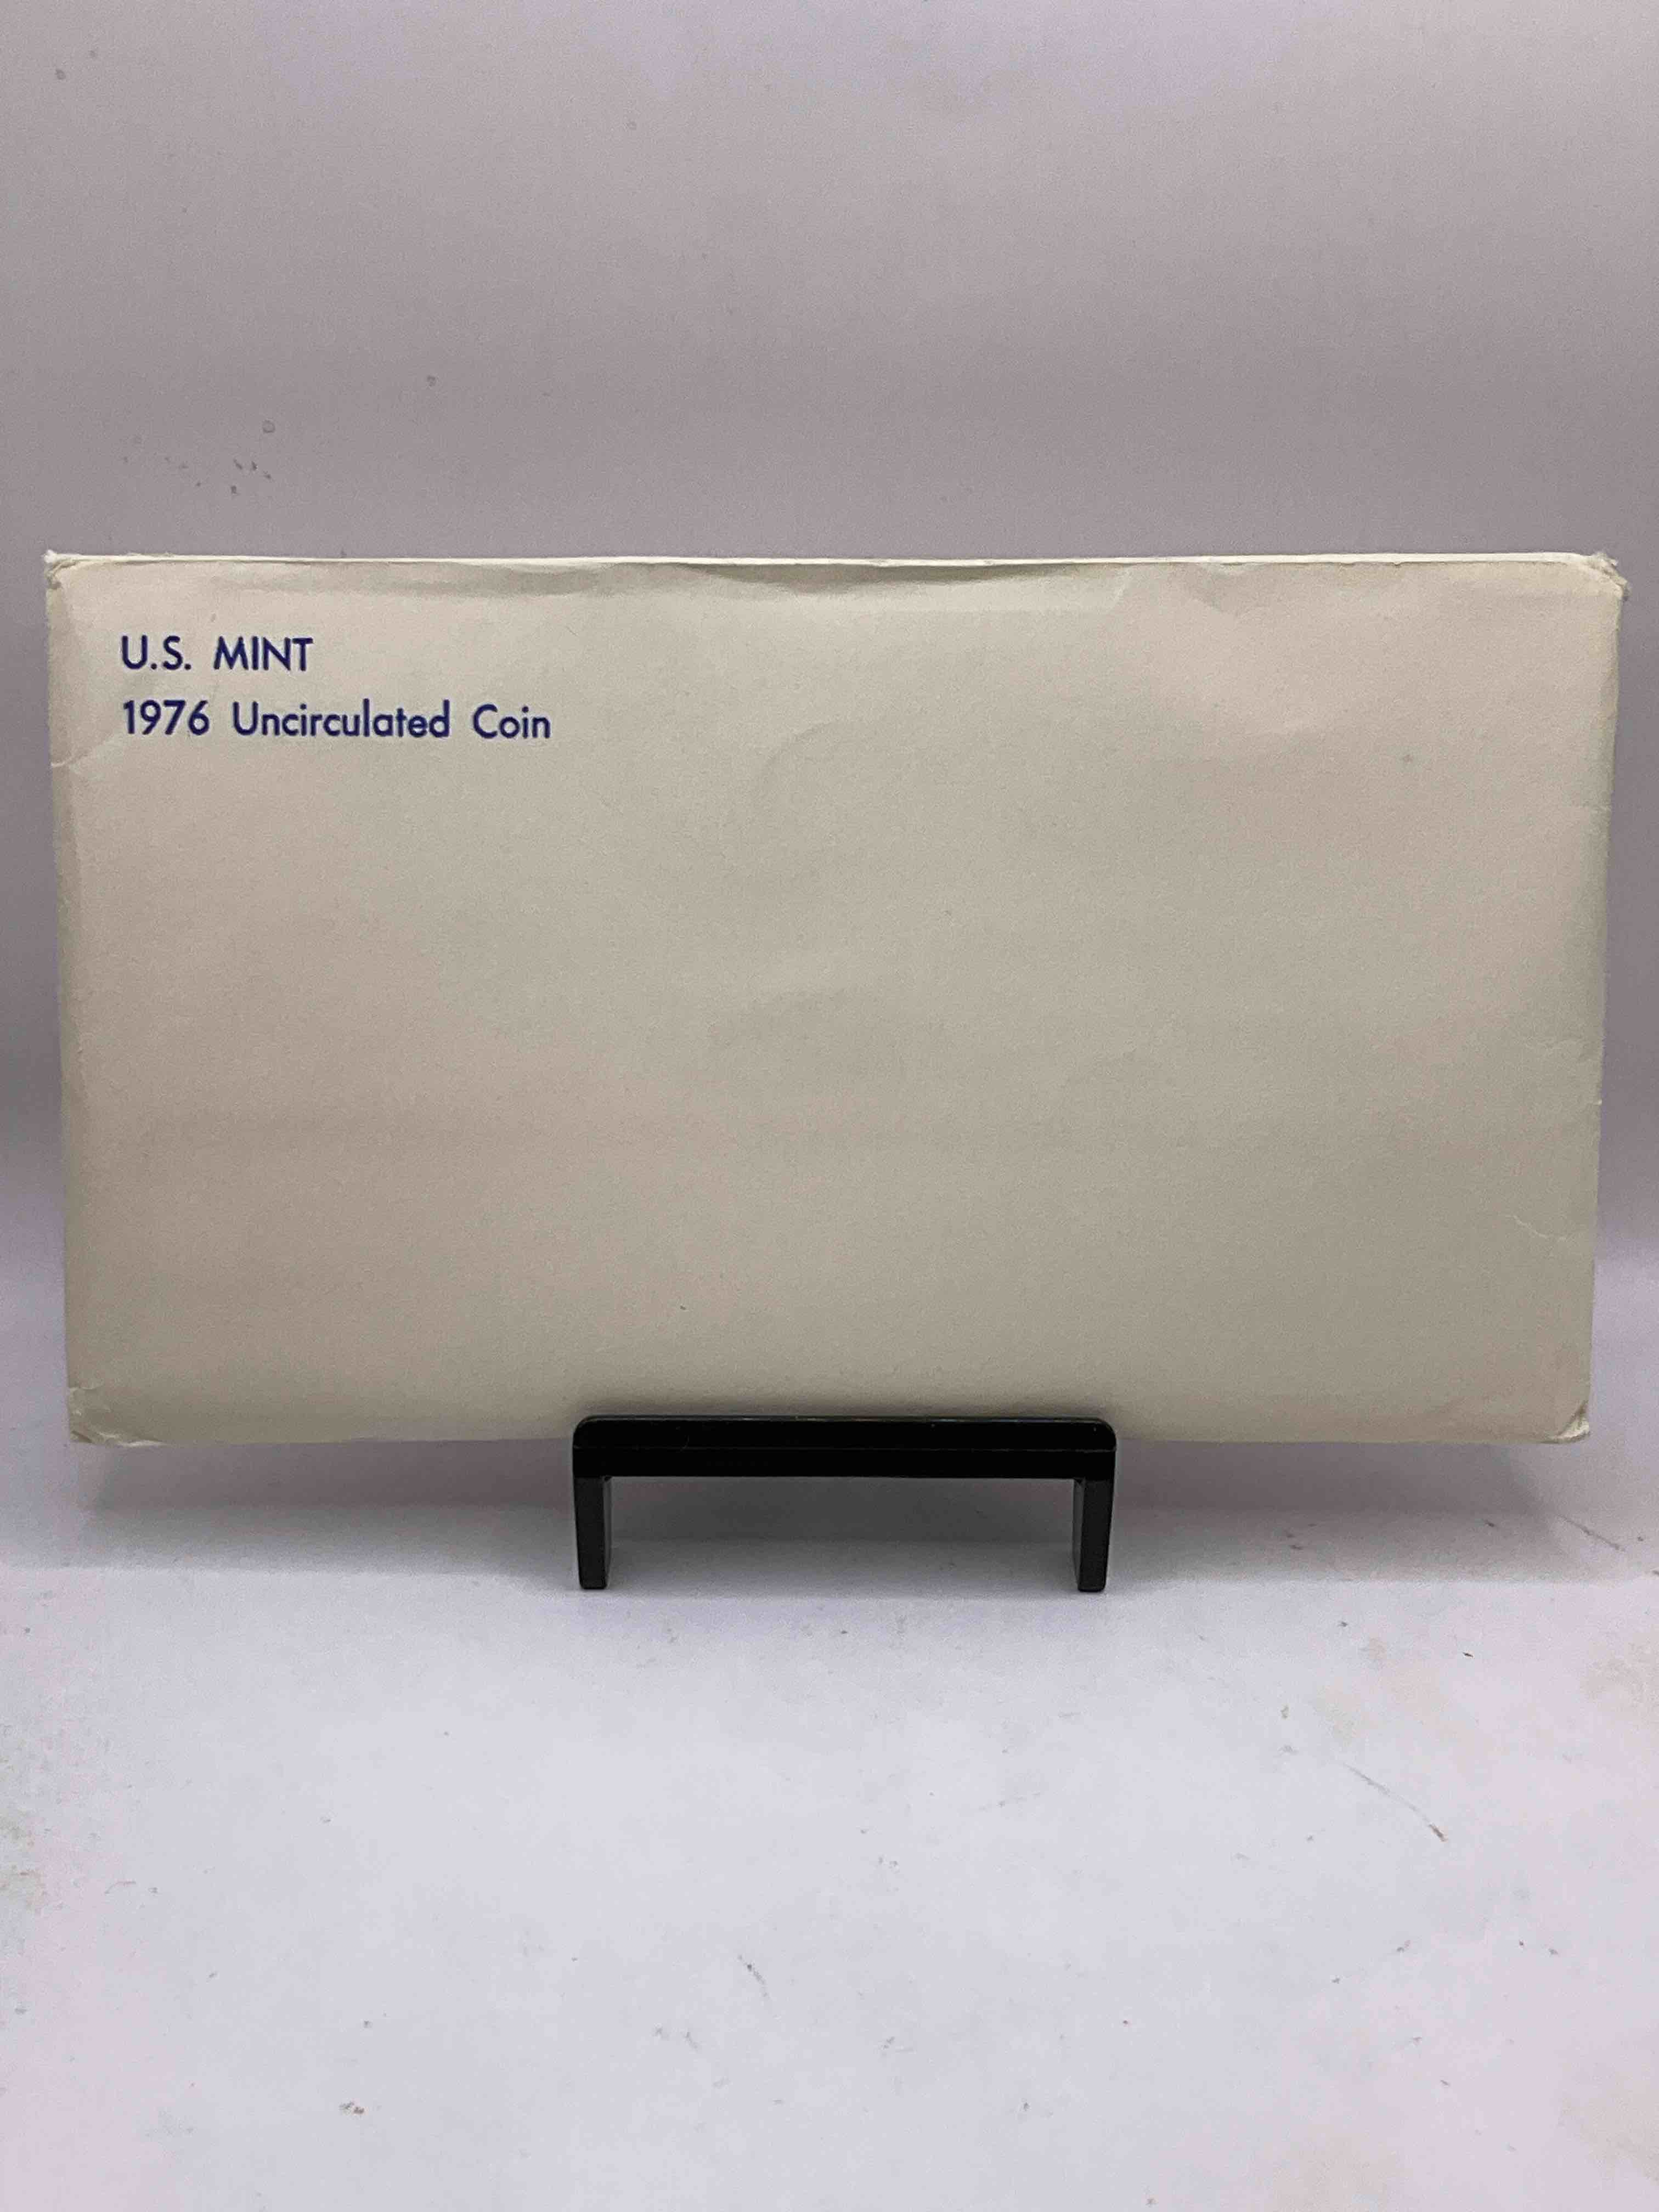 U.S. MINT
1976 Uncirculated Coin